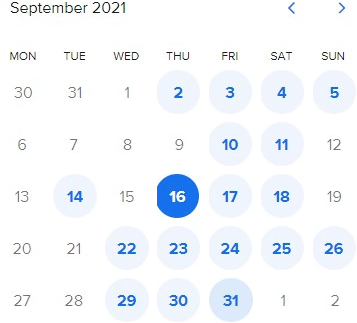 September 2021
MON TUE WED THU FRI SAT SUN
30 31 1 2 3 4 5
6 7 8 9 10 11 12
13 14 15 16 17 18 19
20 21 22 23 24 25 26
27 28 29 30 31 1 2